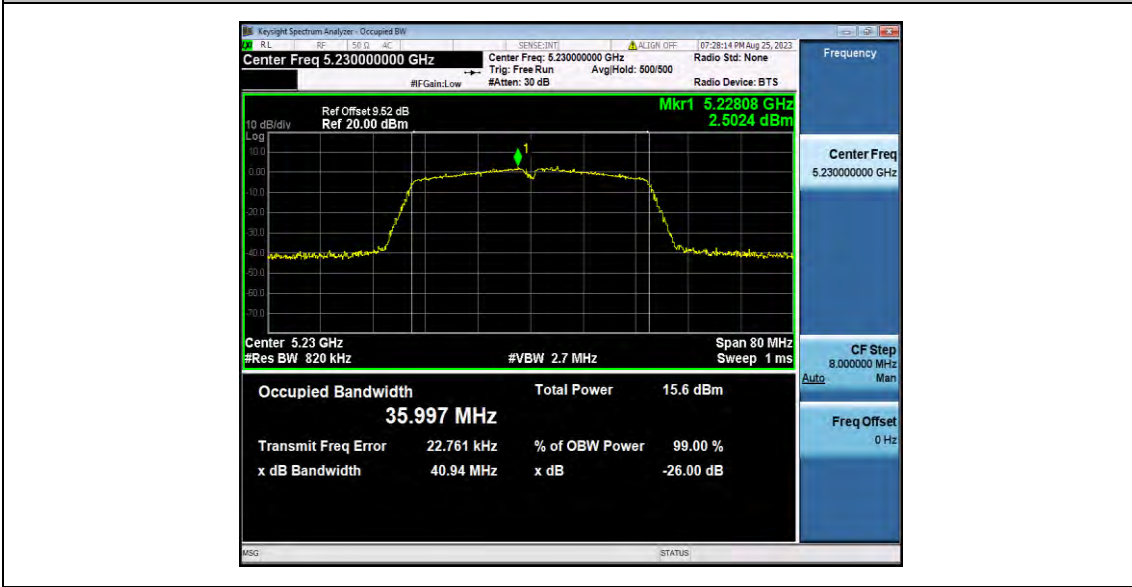 Keysight Spectrum Analyzer - Occupied BW
RL RF 50 Ω AC SENSE:INT ALIGN OFF 07:28:14 PM Aug 25, 2023
Center Freq 5.230000000 GHz
Center Freq: 5.230000000 GHz Radio Std: None
Trig: Free Run Avg|Hold: 500/500
#IFGain:Low #Atten: 30 dB Radio Device: BTS
Ref Offset 9.52 dB
10 dB/div Ref 20.00 dBm
Mkr1 5.22808 GHz
2.5024 dBm
Log
10.0
0.00
-10.0
-20.0
-30.0
-40.0
-50.0
-60.0
-70.0
1
Center 5.23 GHz Span 80 MHz
#Res BW 820 kHz #VBW 2.7 MHz Sweep 1 ms
Occupied Bandwidth Total Power 15.6 dBm
35.997 MHz
Transmit Freq Error 22.761 kHz % of OBW Power 99.00 %
x dB Bandwidth 40.94 MHz x dB -26.00 dB
MSG STATUS
Frequency
Center Freq
5.230000000 GHz
CF Step
8.000000 MHz
Auto Man
Freq Offset
0 Hz